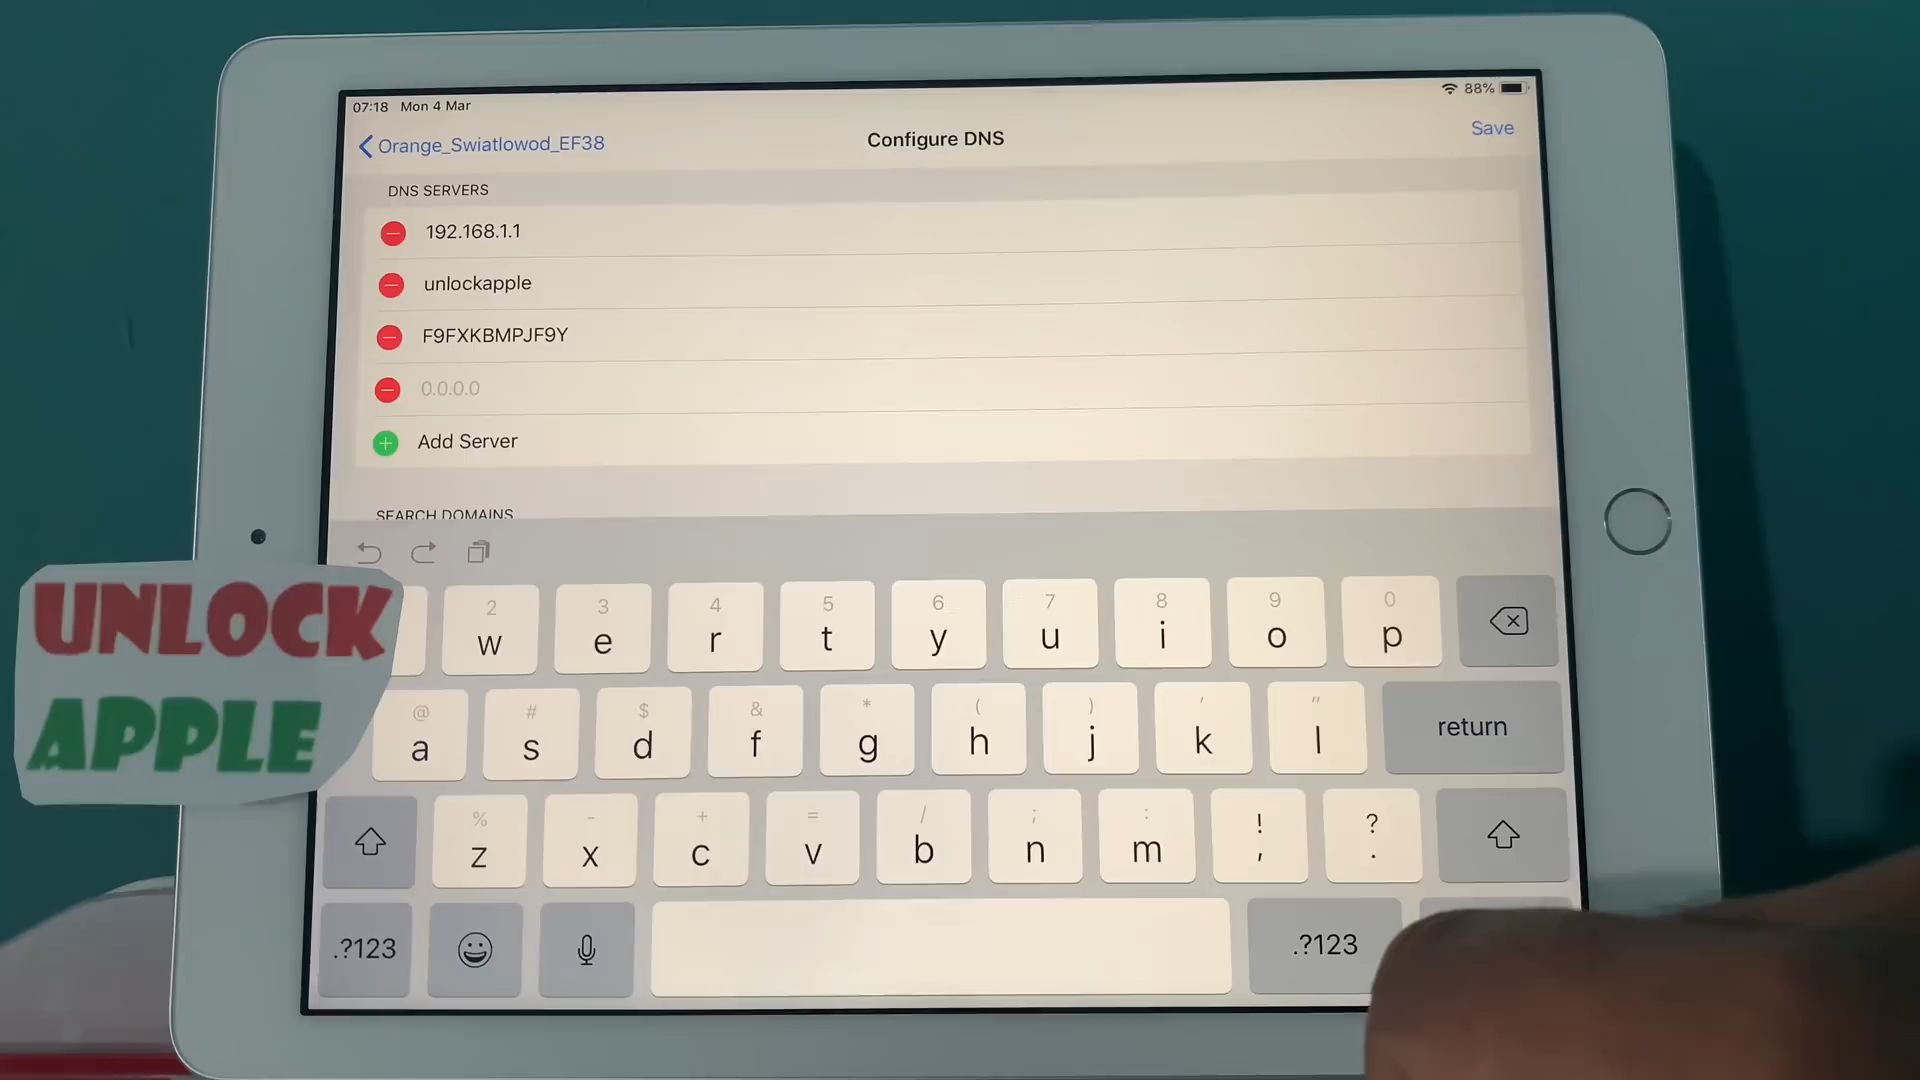 07:18 Mon 4 Mar
88%
Orange_Swiatlowod_EF38
Configure DNS
Save
DNS SERVERS
192.168.1.1
unlockapple
F9FXKBMPJF9Y
0.0.0.0
Add Server
SEARCH DOMAINS
UNLOCK
APPLE
2 3 4 5 6 7 8 9 0
w e r t y u i o p
@ # $ & * ( ) ' "
a s d f g h j k l return
% - + = / ; : ! ?
z x c v b n m , .
.?123 .?123